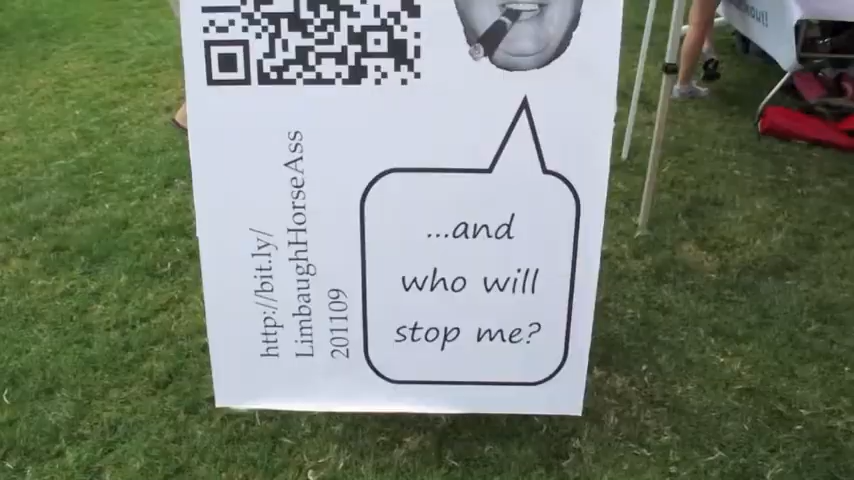 http://bit.ly/
LimbaughHorseAss
201109
...and
who will
stop me?